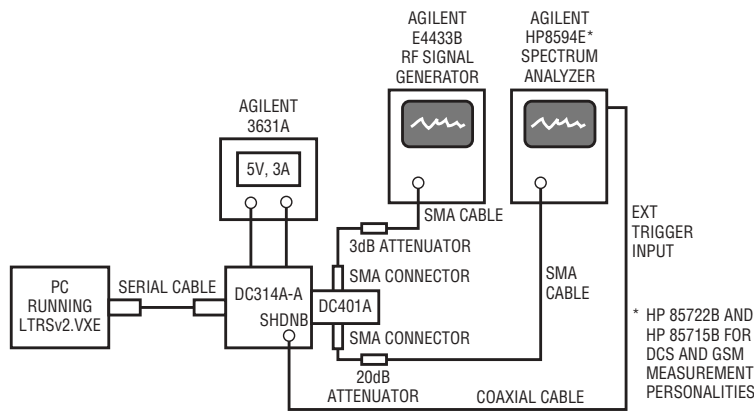 AGILENT
E4433B
RF SIGNAL
GENERATOR
AGILENT
HP8594E*
SPECTRUM
ANALYZER
AGILENT
3631A
5V, 3A
SMA CABLE
3dB ATTENUATOR
EXT
TRIGGER
INPUT
PC
RUNNING
LTRSv2.VXE
SERIAL CABLE
DC314A-A
SHDNB
DC401A
SMA CONNECTOR
SMA CONNECTOR
SMA
CABLE
20dB
ATTENUATOR
COAXIAL CABLE
* HP 85722B AND
HP 85715B FOR
DCS AND GSM
MEASUREMENT
PERSONALITIES